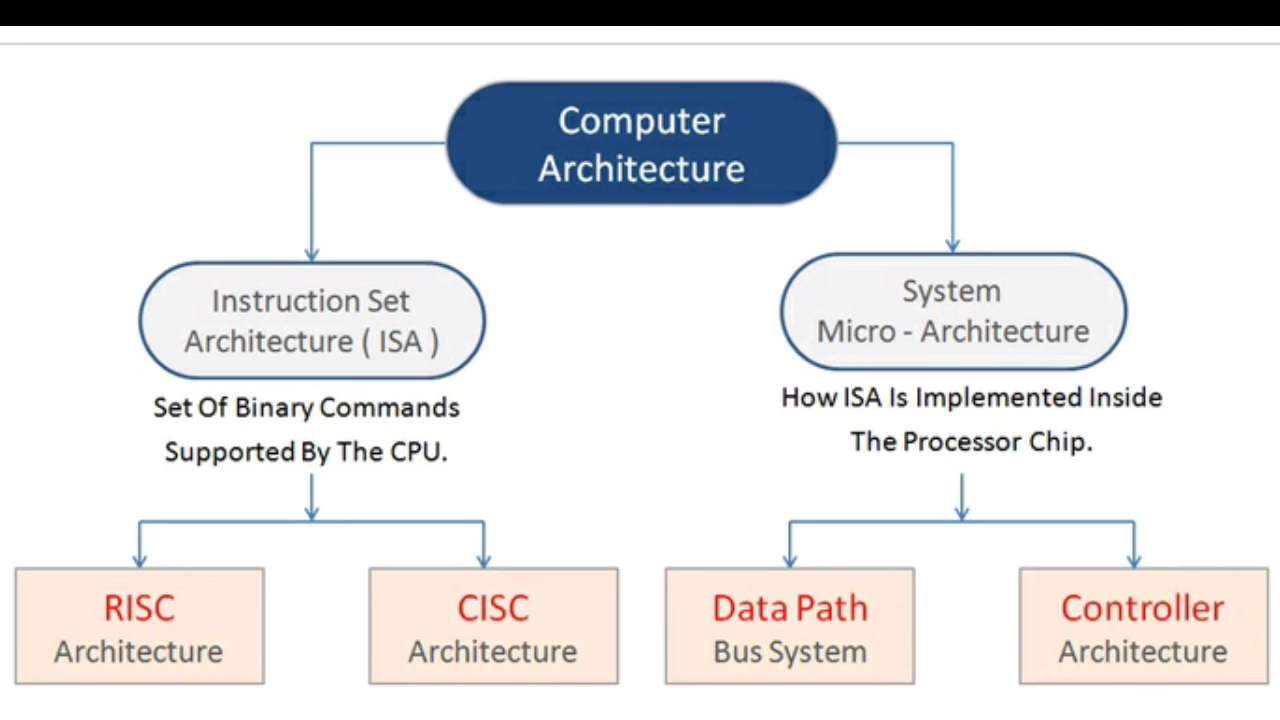 Computer
Architecture
Instruction Set
Architecture ( ISA )
Set Of Binary Commands
Supported By The CPU.
System
Micro - Architecture
How ISA Is Implemented Inside
The Processor Chip.
RISC
Architecture
CISC
Architecture
Data Path
Bus System
Controller
Architecture